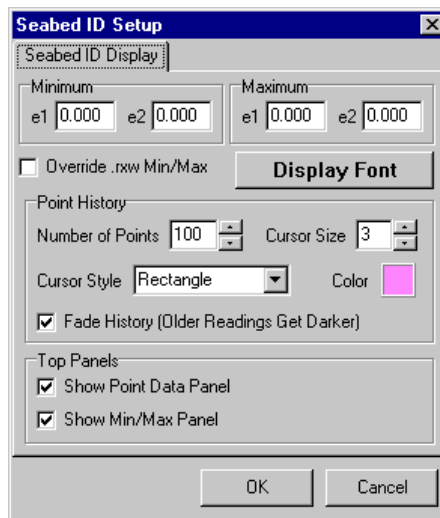 Seabed ID Setup
Seabed ID Display
Minimum
Maximum
e1 0.000 e2 0.000
e1 0.000 e2 0.000
Override .rxw Min/Max
Display Font
Point History
Number of Points 100 Cursor Size 3
Cursor Style Rectangle Color
Fade History (Older Readings Get Darker)
Top Panels
Show Point Data Panel
Show Min/Max Panel
OK Cancel